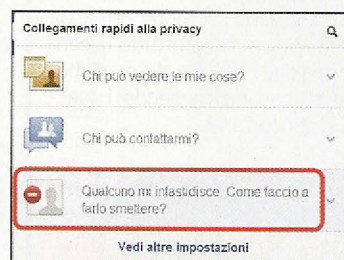 Collegamenti rapidi alla privacy
Chi può vedere le mie cose?
Chi può contattarmi?
Qualcuno mi infastidisce. Come faccio a
farlo smettere?
Vedi altre impostazioni